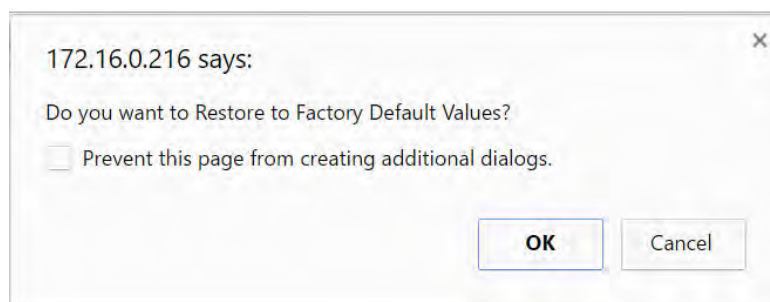 172.16.0.216 says:
Do you want to Restore to Factory Default Values?
Prevent this page from creating additional dialogs.
OK Cancel